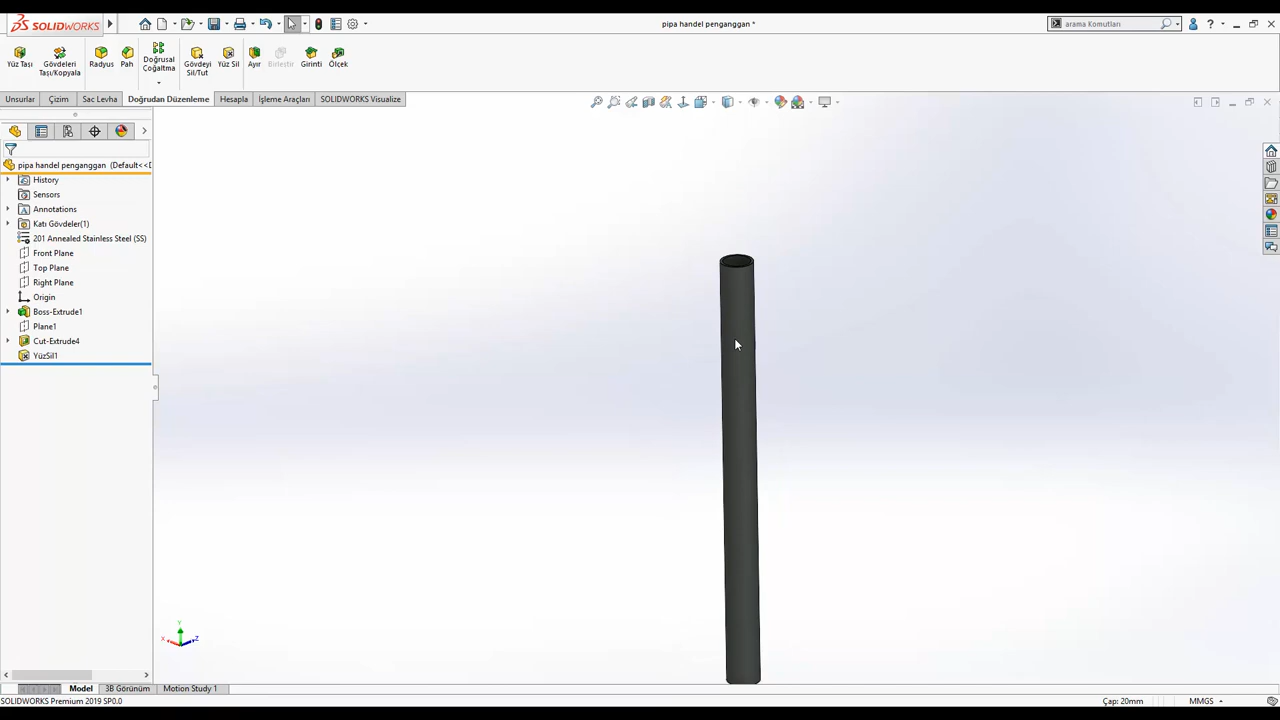 SOLIDWORKS
pipa handel penganggan *
arama Komutları
Yüz Taşı
Gövdeleri Taşı/Kopyala
Radyus
Pah
Doğrusal Çoğaltma
Gövdeyi Sil/Tut
Yüz Sil
Ayır
Birleştir
Girinti
Ölçek
Unsurlar
Çizim
Sac Levha
Doğrudan Düzenleme
Hesapla
İşleme Araçları
SOLIDWORKS Visualize
pipa handel penganggan (Default<<D
History
Sensors
Annotations
Katı Gövdeler(1)
201 Annealed Stainless Steel (SS)
Front Plane
Top Plane
Right Plane
Origin
Boss-Extrude1
Plane1
Cut-Extrude4
YüzSil1
Y
X
Z
Model
3B Görünüm
Motion Study 1
SOLIDWORKS Premium 2019 SP0.0
Çap: 20mm
MMGS